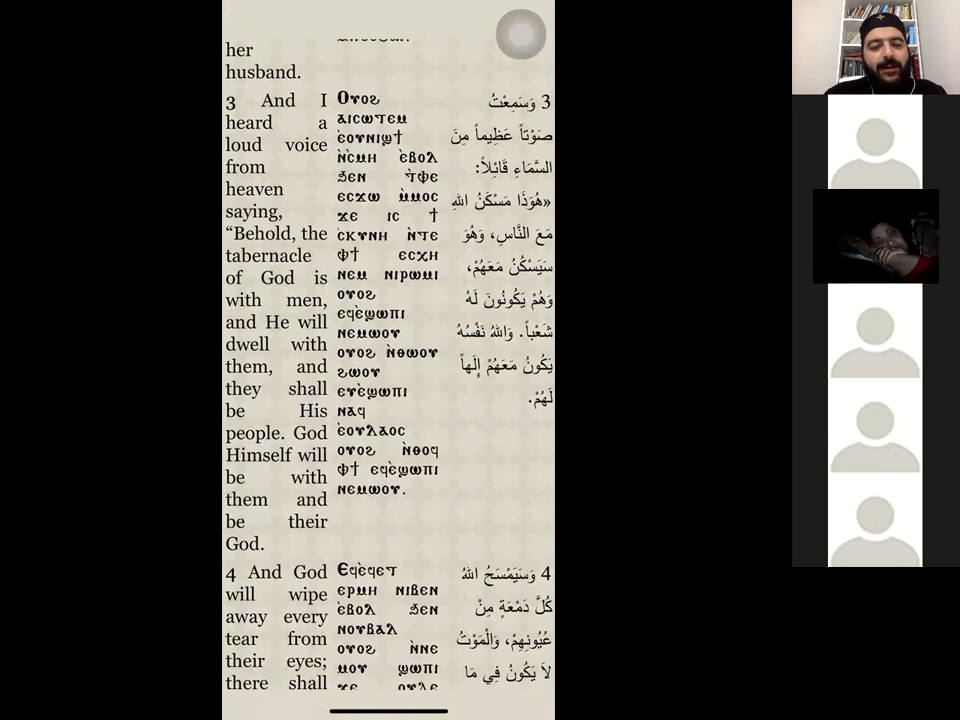 her
husband.
3 And I
heard a
loud voice
from
heaven
saying,
“Behold, the
tabernacle
of God is
with men,
and He will
dwell with
them, and
they shall
be His
people. God
Himself will
be with
them and
be their
God.
4 And God
will wipe
away every
tear from
their eyes;
there shall
Ⲟⲩⲟϩ
ⲁⲓⲥⲱⲧⲉⲙ
ⲉ̀ⲟⲩⲛⲓϣϯ
ⲛ̀ⲥⲙⲏ ⲉ̀ⲃⲟⲗ
ϧⲉⲛ ⲧ̀ⲫⲉ
ⲉⲥϫⲱ ⲙ̀ⲙⲟⲥ
ϫⲉ ⲓⲥ ϯ
ⲥ̀ⲕⲩⲛⲏ ⲛ̀ⲧⲉ
ⲫϯ ⲉⲥⲭⲏ
ⲛⲉⲙ ⲛⲓⲣⲱⲙⲓ
ⲟⲩⲟϩ
ⲉϥⲉ̀ϣⲱⲡⲓ
ⲛⲉⲙⲱⲟⲩ
ⲟⲩⲟϩ ⲛ̀ⲑⲱⲟⲩ
ϩⲱⲟⲩ
ⲉⲩⲉ̀ϣⲱⲡⲓ
ⲛⲁϥ
ⲉ̀ⲟⲩⲗⲁⲟⲥ
ⲟⲩⲟϩ ⲛ̀ⲑⲟϥ
ⲫϯ ⲉϥⲉ̀ϣⲱⲡⲓ
ⲛⲉⲙⲱⲟⲩ.
Ⲉϥⲉ̀ϥⲉⲧ
ⲉⲣⲙⲏ ⲛⲓⲃⲉⲛ
ⲉ̀ⲃⲟⲗ ϧⲉⲛ
ⲛⲟⲩⲃⲁⲗ
ⲟⲩⲟϩ ⲛ̀ⲛⲉ
ⲙⲟⲩ ϣⲱⲡⲓ
ϫⲉ ⲟⲩⲇⲉ
3 وَسَمِعْتُ
صَوْتاً عَظِيماً مِنَ
السَّمَاءِ قَائِلاً:
«هُوَذَا مَسْكَنُ اللهِ
مَعَ النَّاسِ، وَهُوَ
سَيَسْكُنُ مَعَهُمْ،
وَهُمْ يَكُونُونَ لَهُ
شَعْباً. وَاللهُ نَفْسُهُ
يَكُونُ مَعَهُمْ إِلَهاً
لَهُمْ.
4 وَسَيَمْسَحُ اللهُ
كُلَّ دَمْعَةٍ مِنْ
عُيُونِهِمْ، وَالْمَوْتُ
لاَ يَكُونُ فِي مَا